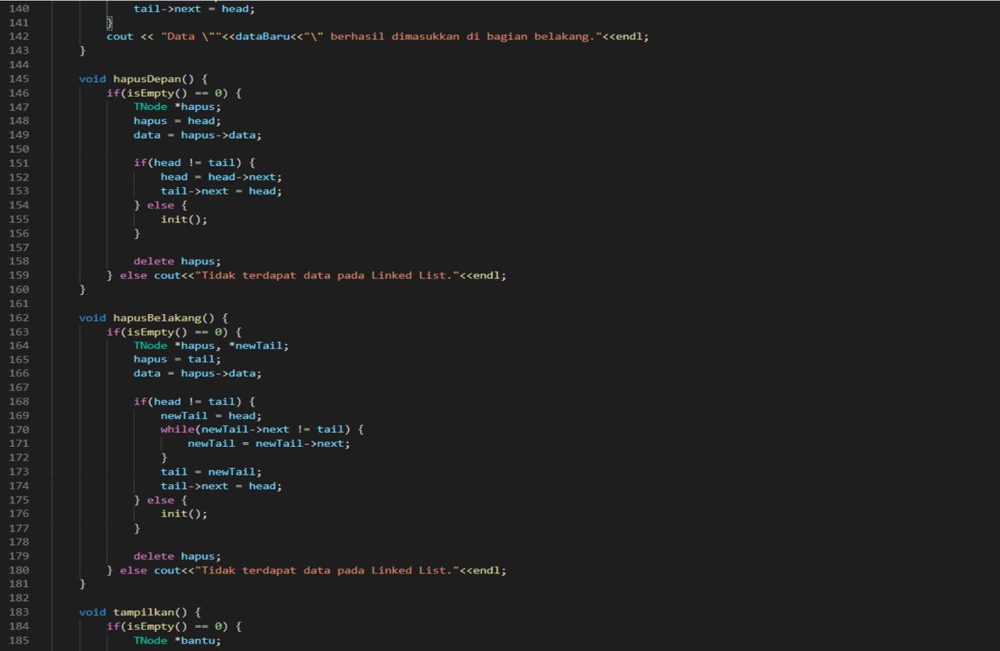 140 tail->next = head;
141 }
142 cout << "Data \""<<dataBaru<<"\" berhasil dimasukkan di bagian belakang."<<endl;
143 }
144
145 void hapusDepan() {
146 if(isEmpty() == 0) {
147 TNode *hapus;
148 hapus = head;
149 data = hapus->data;
150
151 if(head != tail) {
152 head = head->next;
153 tail->next = head;
154 } else {
155 init();
156 }
157
158 delete hapus;
159 } else cout<<"Tidak terdapat data pada Linked List."<<endl;
160 }
161
162 void hapusBelakang() {
163 if(isEmpty() == 0) {
164 TNode *hapus, *newTail;
165 hapus = tail;
166 data = hapus->data;
167
168 if(head != tail) {
169 newTail = head;
170 while(newTail->next != tail) {
171 newTail = newTail->next;
172 }
173 tail = newTail;
174 tail->next = head;
175 } else {
176 init();
177 }
178
179 delete hapus;
180 } else cout<<"Tidak terdapat data pada Linked List."<<endl;
181 }
182
183 void tampilkan() {
184 if(isEmpty() == 0) {
185 TNode *bantu;